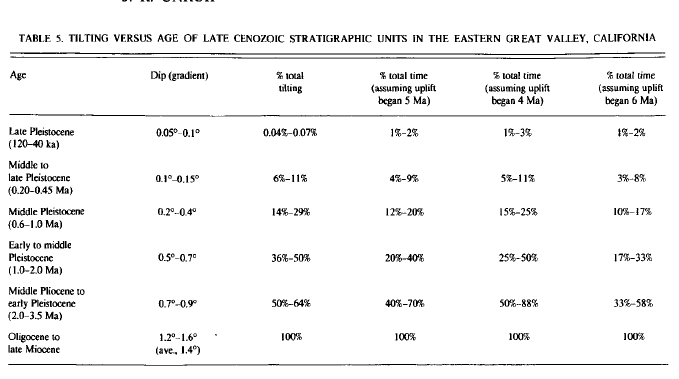 J. R. UNRUH
TABLE 5. TILTING VERSUS AGE OF LATE CENOZOIC STRATIGRAPHIC UNITS IN THE EASTERN GREAT VALLEY, CALIFORNIA
Age Dip (gradient) % total % total time % total time % total time
tilting (assuming uplift (assuming uplift (assuming uplift
began 5 Ma) began 4 Ma) began 6 Ma)
Late Pleistocene 0.05°–0.1° 0.04%–0.07% 1%–2% 1%–3% 1%–2%
(120–40 ka)
Middle to
late Pleistocene 0.1°–0.15° 6%–11% 4%–9% 5%–11% 3%–8%
(0.20–0.45 Ma)
Middle Pleistocene 0.2°–0.4° 14%–29% 12%–20% 15%–25% 10%–17%
(0.6–1.0 Ma)
Early to middle
Pleistocene 0.5°–0.7° 36%–50% 20%–40% 25%–50% 17%–33%
(1.0–2.0 Ma)
Middle Pliocene to
early Pleistocene 0.7°–0.9° 50%–64% 40%–70% 50%–88% 33%–58%
(2.0–3.5 Ma)
Oligocene to 1.2°–1.6° 100% 100% 100% 100%
late Miocene (ave., 1.4°)